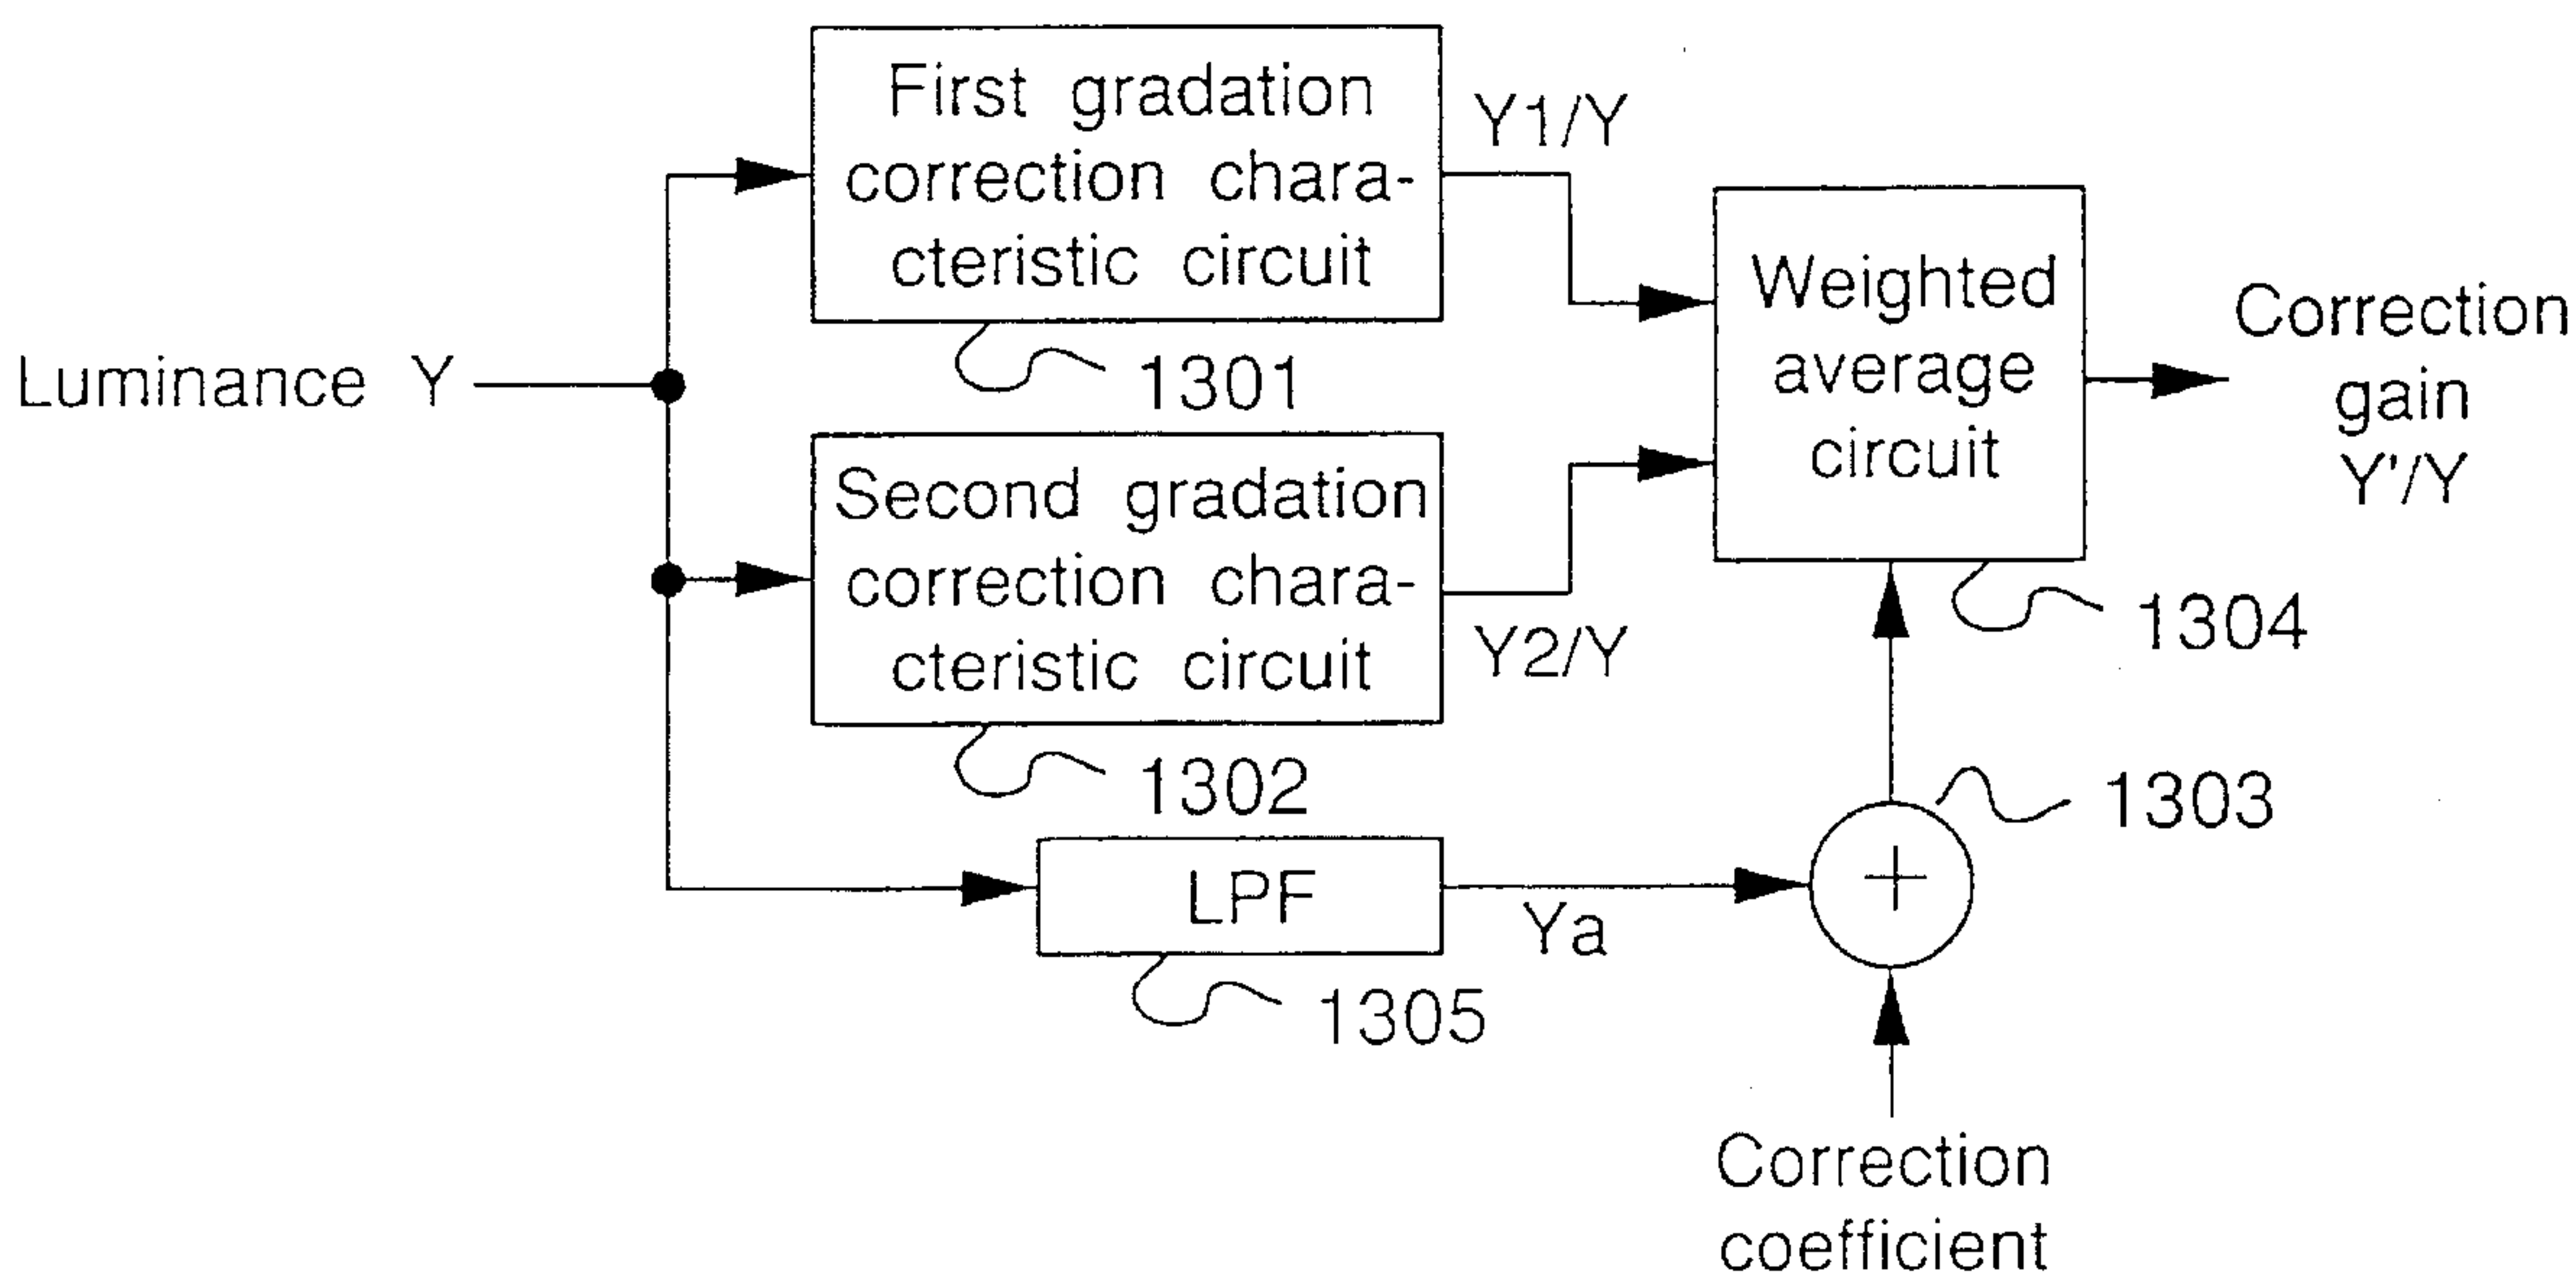 First gradation
correction chara-
cteristic circuit
1301
Y1/Y
Luminance Y
Second gradation
correction chara-
cteristic circuit
1302
Y2/Y
Weighted
average
circuit
1304
Correction
gain
Y'/Y
LPF
1305
Ya
+
1303
Correction
coefficient